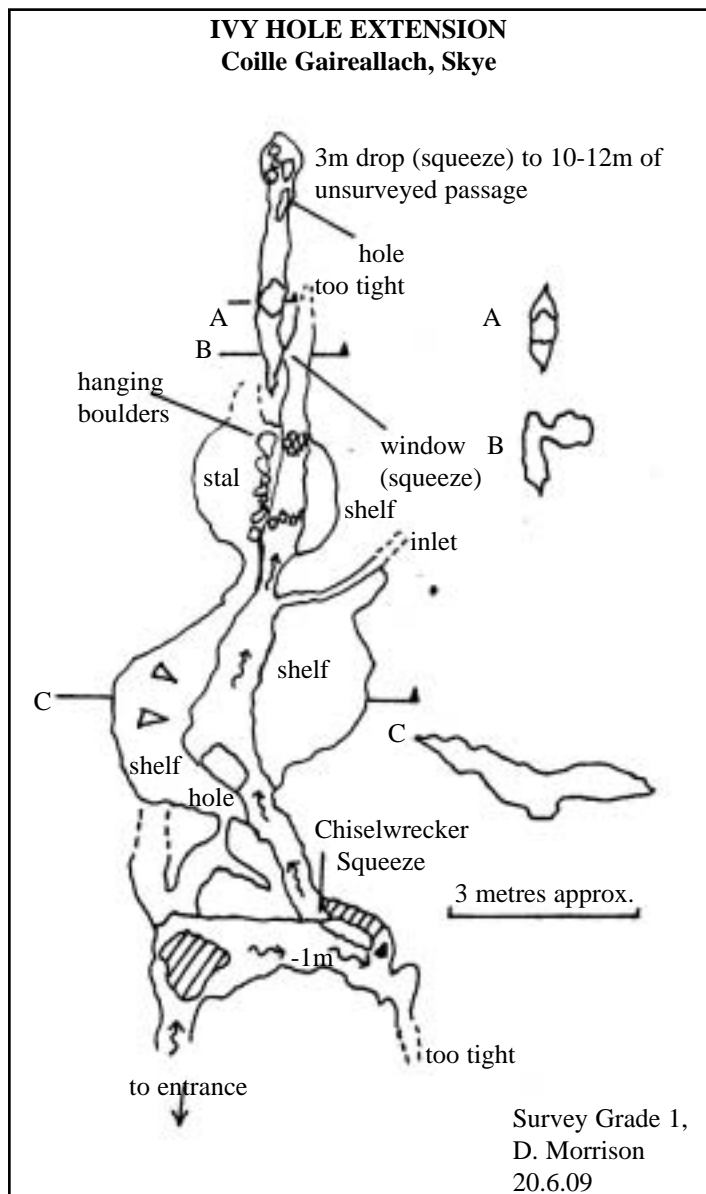 IVY HOLE EXTENSION
Coille Gaireallach, Skye
3m drop (squeeze) to 10-12m of
unsurveyed passage
hole
too tight
A
A
B
hanging
boulders
B
window
(squeeze)
stal
shelf
inlet
shelf
C
C
shelf
hole
Chiselwrecker
Squeeze
3 metres approx.
-1m
too tight
to entrance
Survey Grade 1,
D. Morrison
20.6.09